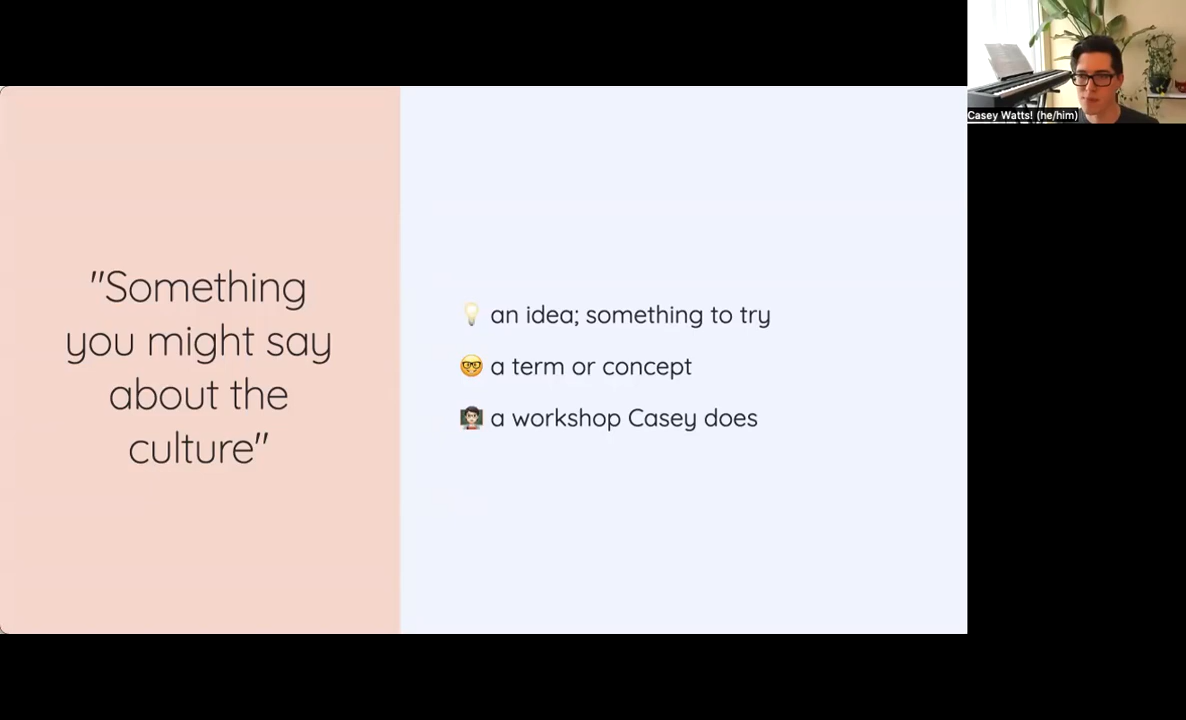 "Something
you might say
about the
culture"
💡 an idea; something to try
🤓 a term or concept
👨🏻‍🏫 a workshop Casey does
Casey Watts! (he/him)